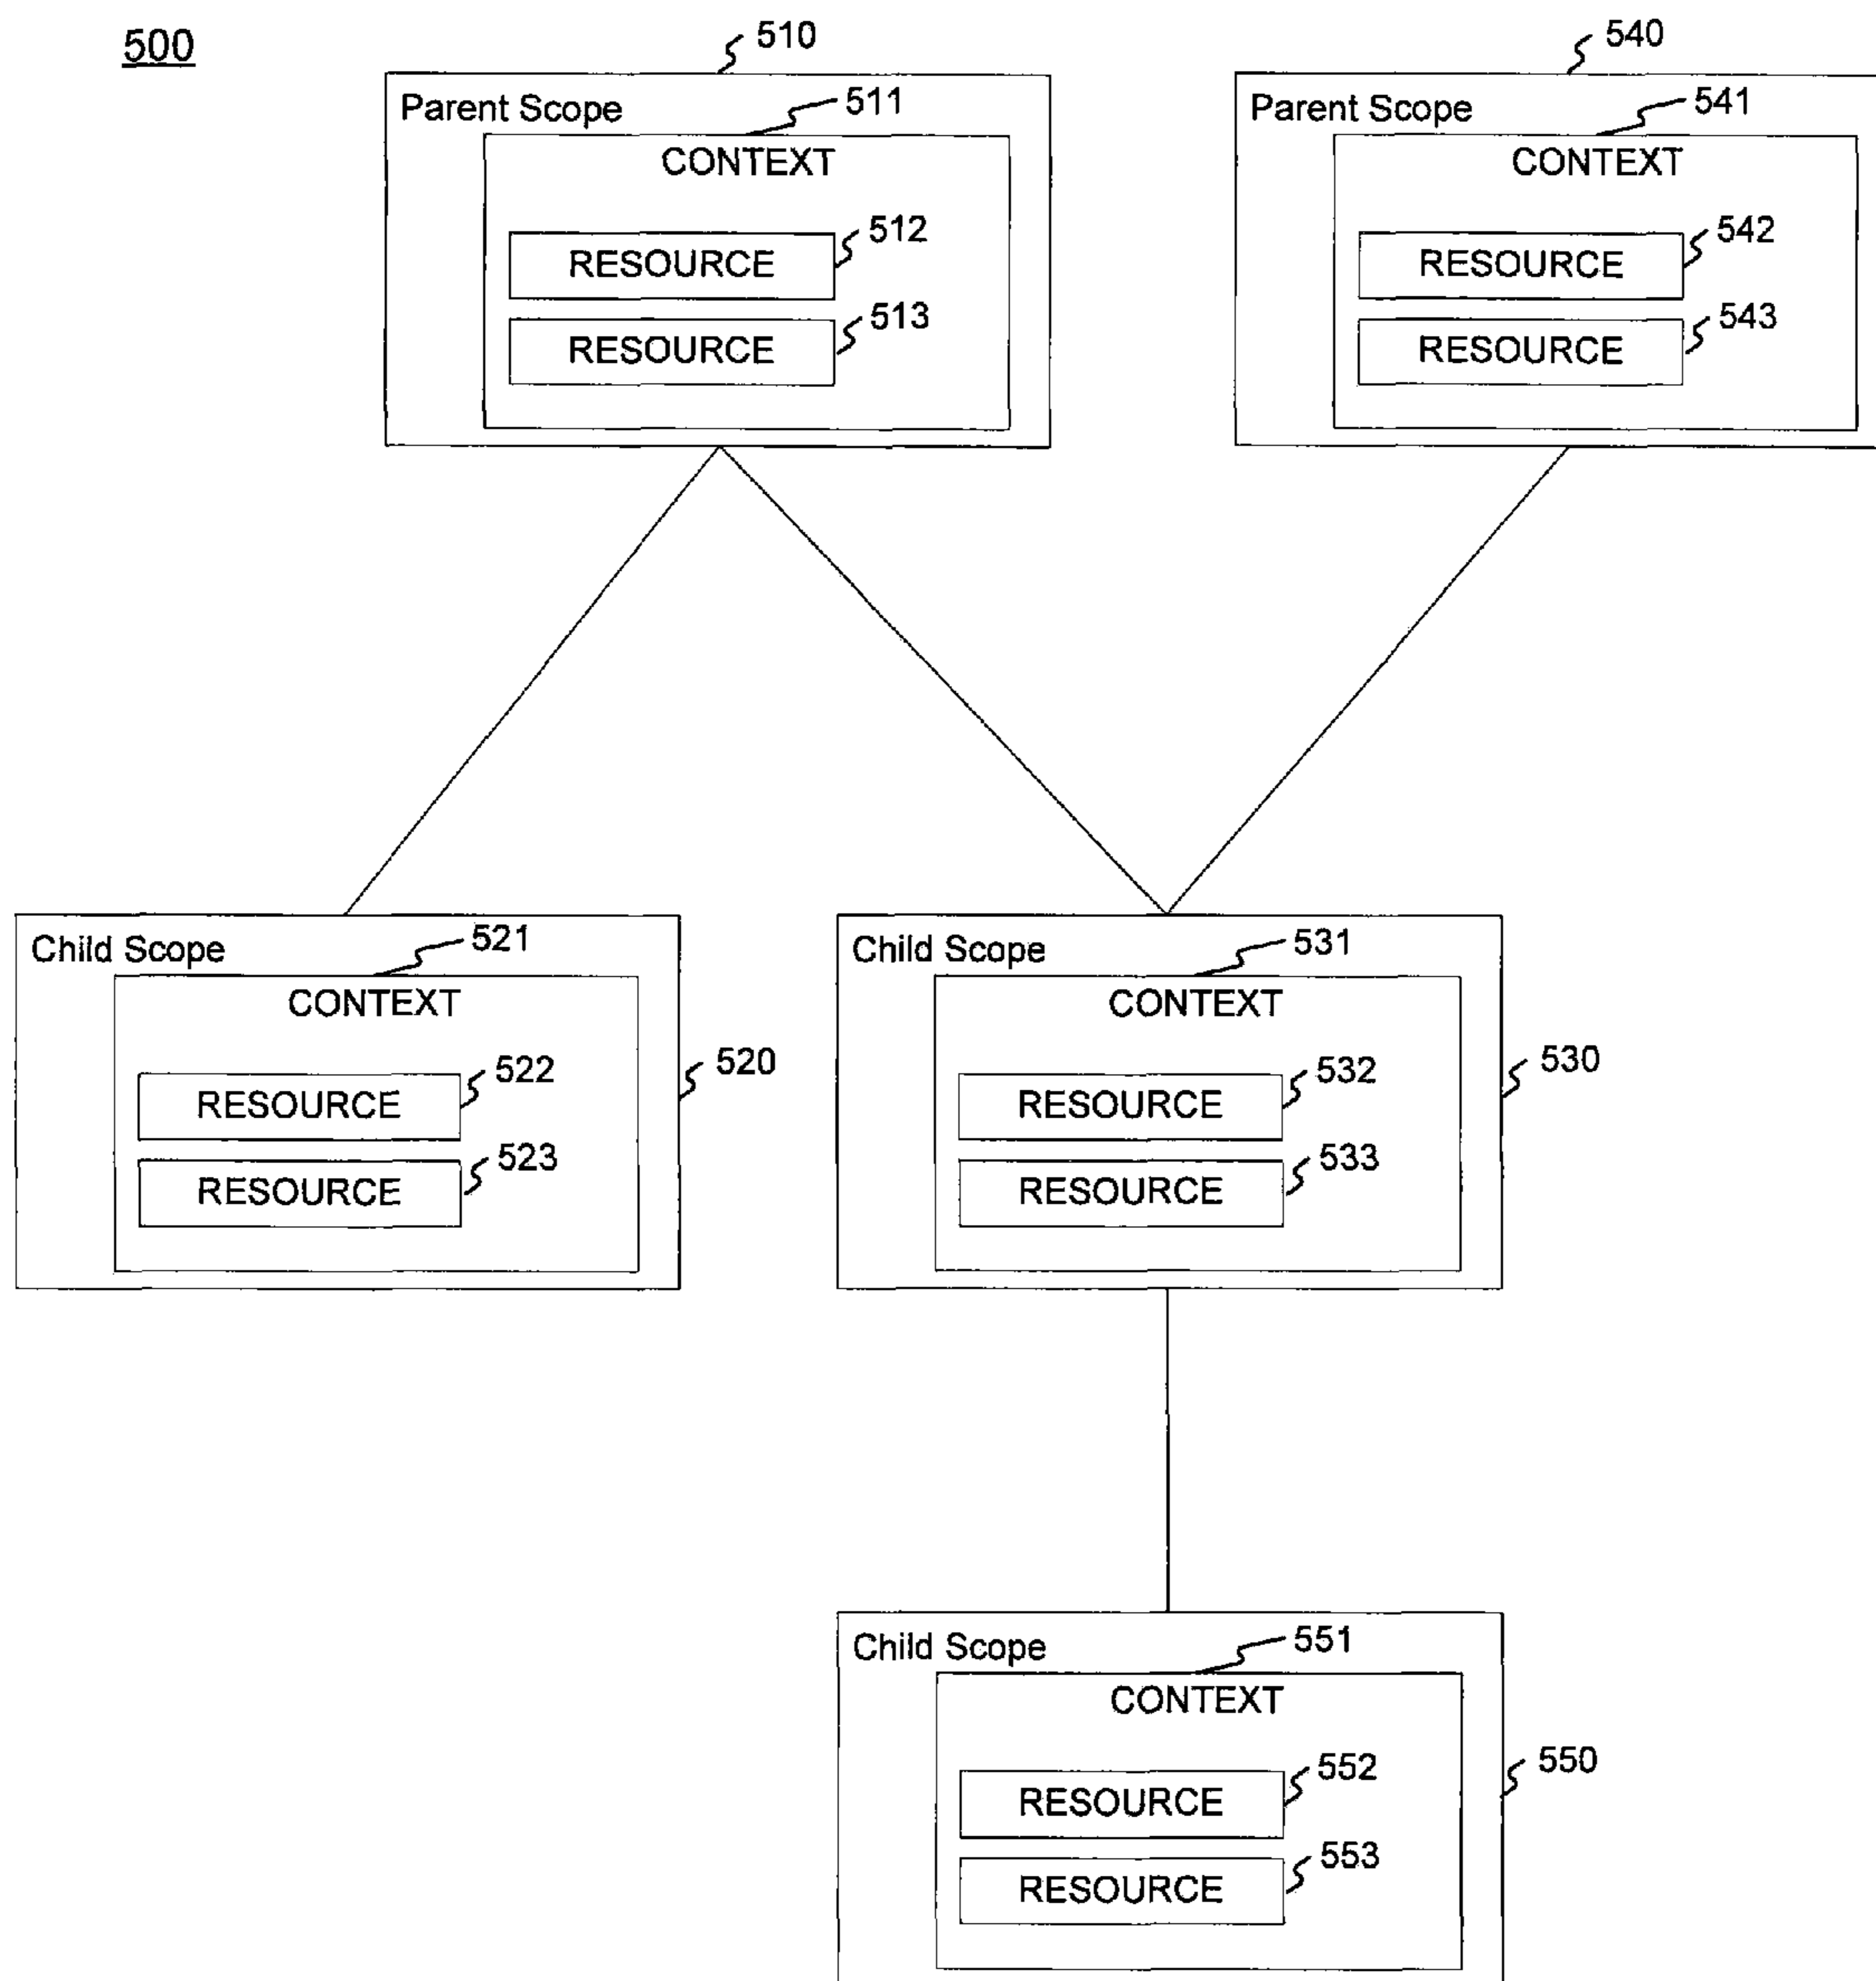 500
510
Parent Scope
511
CONTEXT
RESOURCE
512
RESOURCE
513
540
Parent Scope
541
CONTEXT
RESOURCE
542
RESOURCE
543
Child Scope
521
CONTEXT
RESOURCE
522
RESOURCE
523
520
Child Scope
531
CONTEXT
RESOURCE
532
RESOURCE
533
530
Child Scope
551
CONTEXT
RESOURCE
552
RESOURCE
553
550